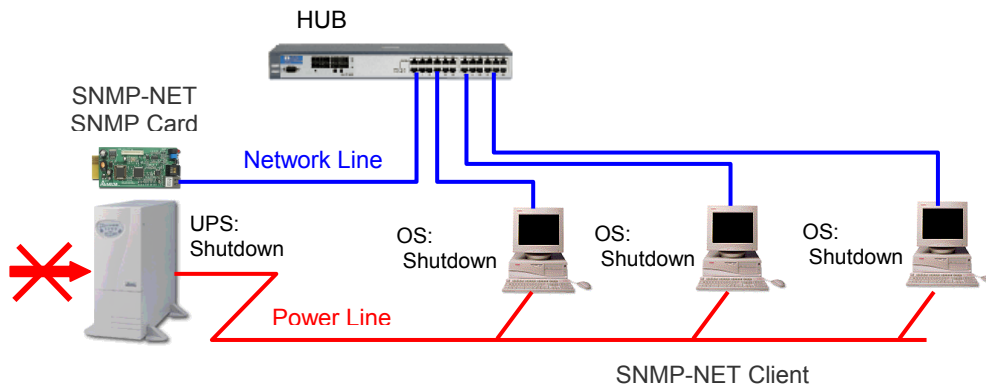 HUB
SNMP-NET
SNMP Card
Network Line
UPS:
Shutdown
OS:
Shutdown
OS:
Shutdown
OS:
Shutdown
Power Line
SNMP-NET Client